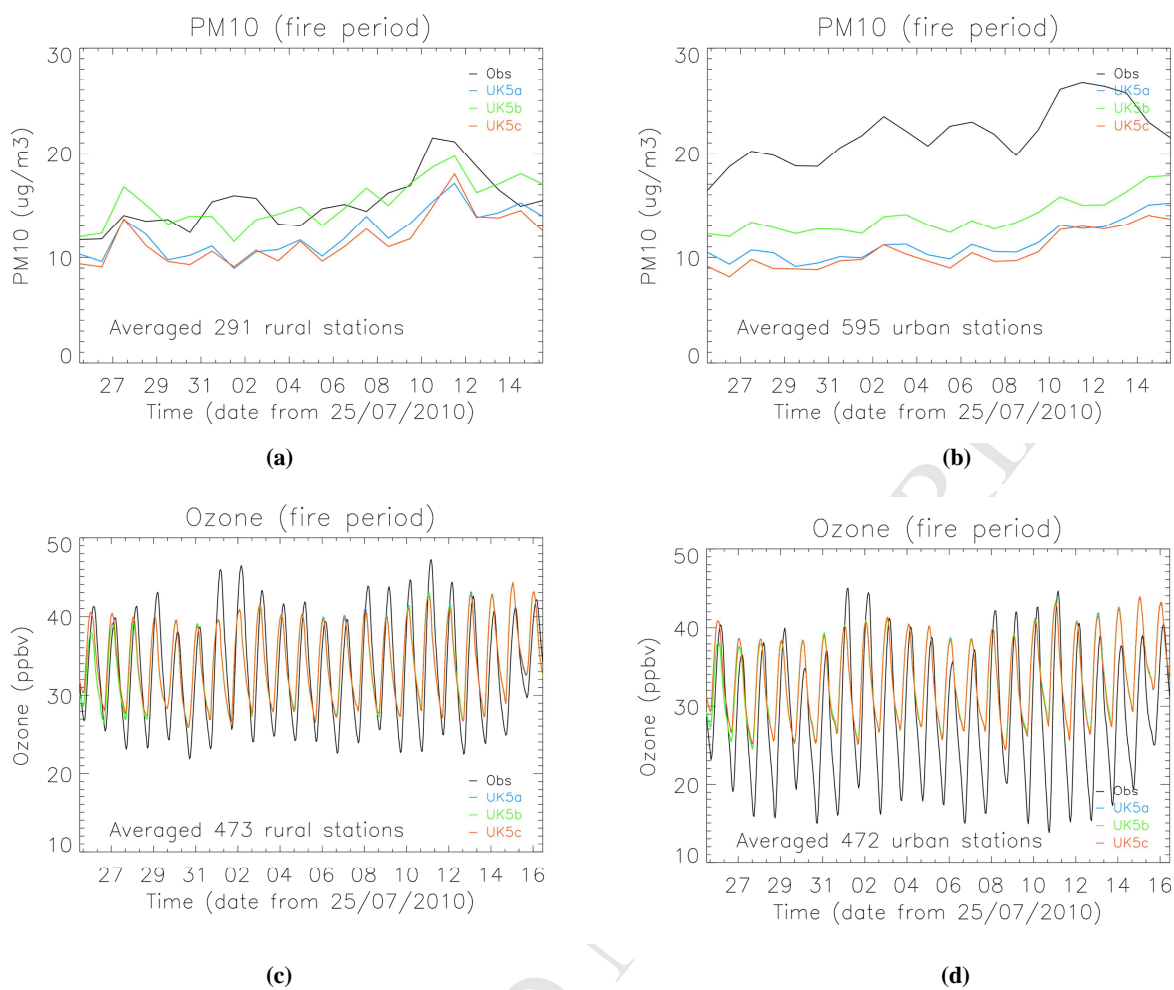 PM10 (fire period)
30
20
10
0
PM10 (ug/m3)
Obs
UK5a
UK5b
UK5c
Averaged 291 rural stations
27 29 31 02 04 06 08 10 12 14
Time (date from 25/07/2010)
(a)
PM10 (fire period)
30
20
10
0
PM10 (ug/m3)
Obs
UK5a
UK5b
UK5c
Averaged 595 urban stations
27 29 31 02 04 06 08 10 12 14
Time (date from 25/07/2010)
(b)
Ozone (fire period)
50
40
30
20
10
Ozone (ppbv)
Obs
UK5a
UK5b
UK5c
Averaged 473 rural stations
27 29 31 02 04 06 08 10 12 14 16
Time (date from 25/07/2010)
(c)
Ozone (fire period)
50
40
30
20
10
Ozone (ppbv)
Obs
UK5a
UK5b
UK5c
Averaged 472 urban stations
27 29 31 02 04 06 08 10 12 14 16
Time (date from 25/07/2010)
(d)